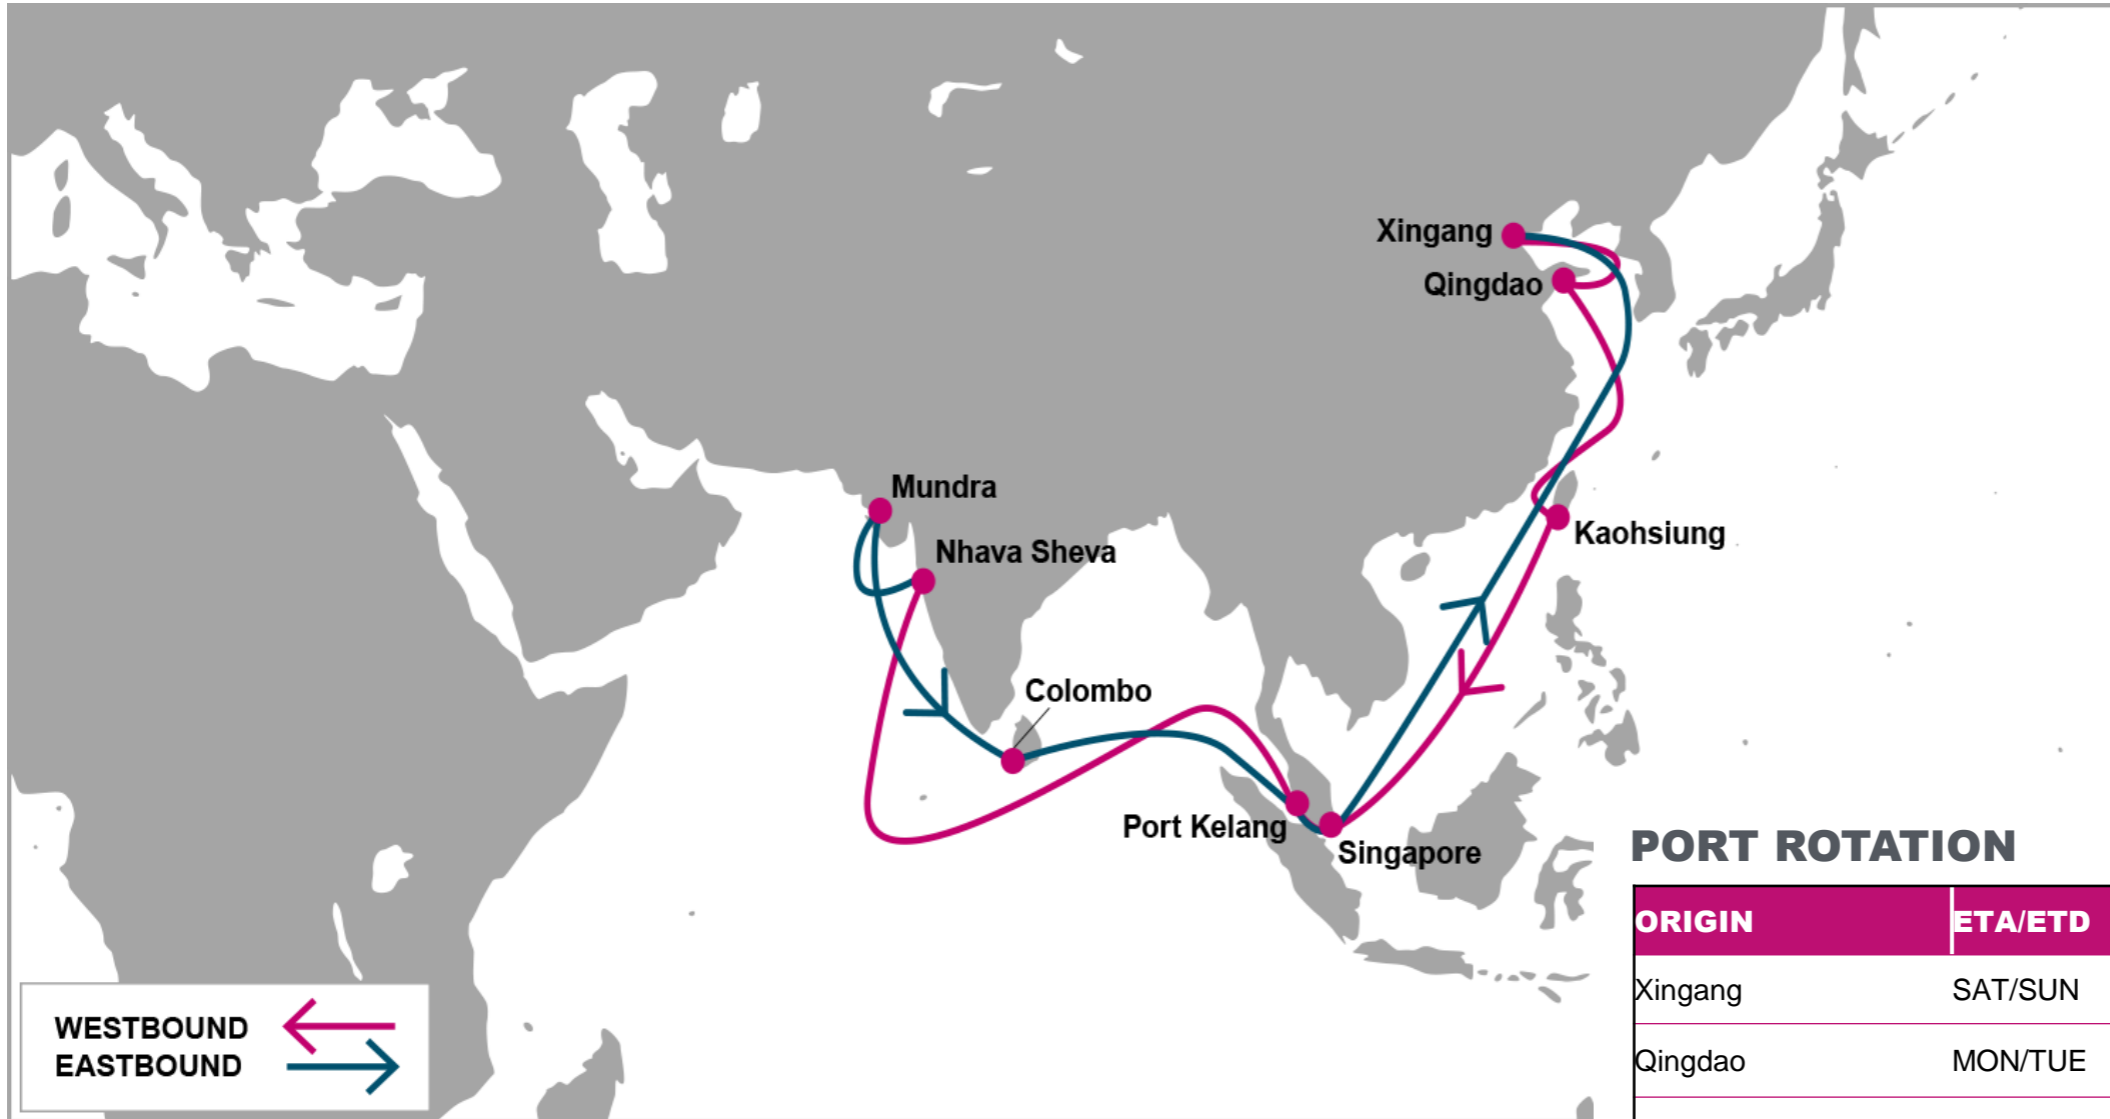 Xingang
Qingdao
Mundra
Nhava Sheva
Kaohsiung
Colombo
Port Kelang
Singapore
PORT ROTATION
ORIGIN ETA/ETD
Xingang SAT/SUN
Qingdao MON/TUE
WESTBOUND
EASTBOUND